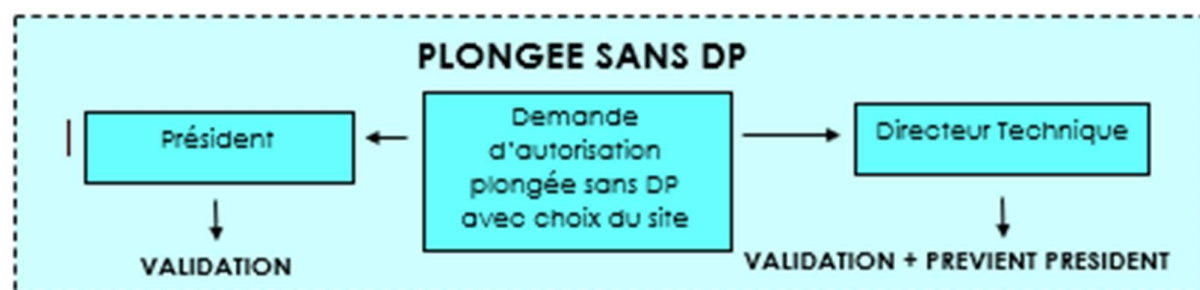 PLONGEE SANS DP
Président
Demande
d'autorisation
plongée sans DP
avec choix du site
Directeur Technique
VALIDATION
VALIDATION + PREVIENT PRESIDENT